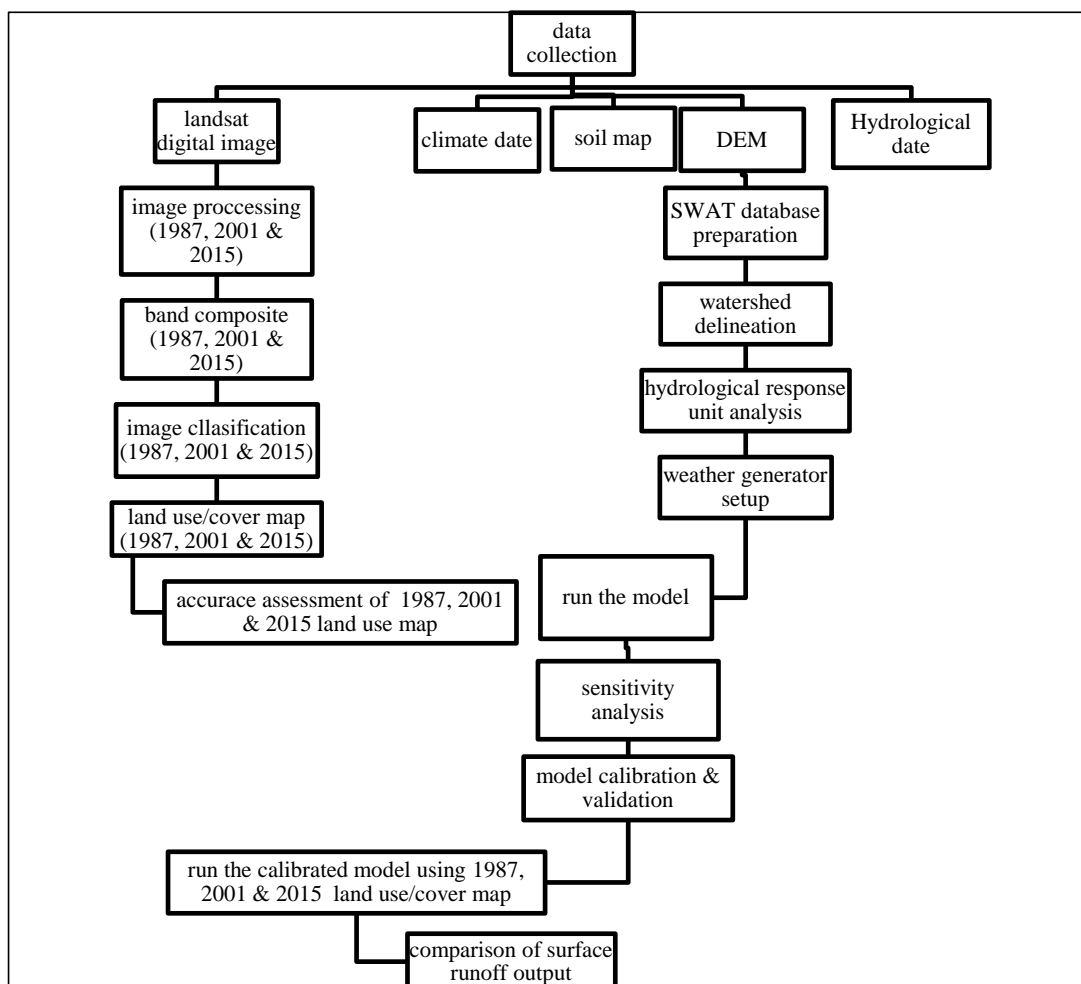 data
collection
landsat
digital image
climate date
soil map
DEM
Hydrological
date
image proccessing
(1987, 2001 &
2015)
band composite
(1987, 2001 &
2015)
image cllasification
(1987, 2001 & 2015)
land use/cover map
(1987, 2001 & 2015)
accurace assessment of 1987, 2001
& 2015 land use map
SWAT database
preparation
watershed
delineation
hydrological response
unit analysis
weather generator
setup
run the model
sensitivity
analysis
model calibration &
validation
run the calibrated model using 1987,
2001 & 2015 land use/cover map
comparison of surface
runoff output